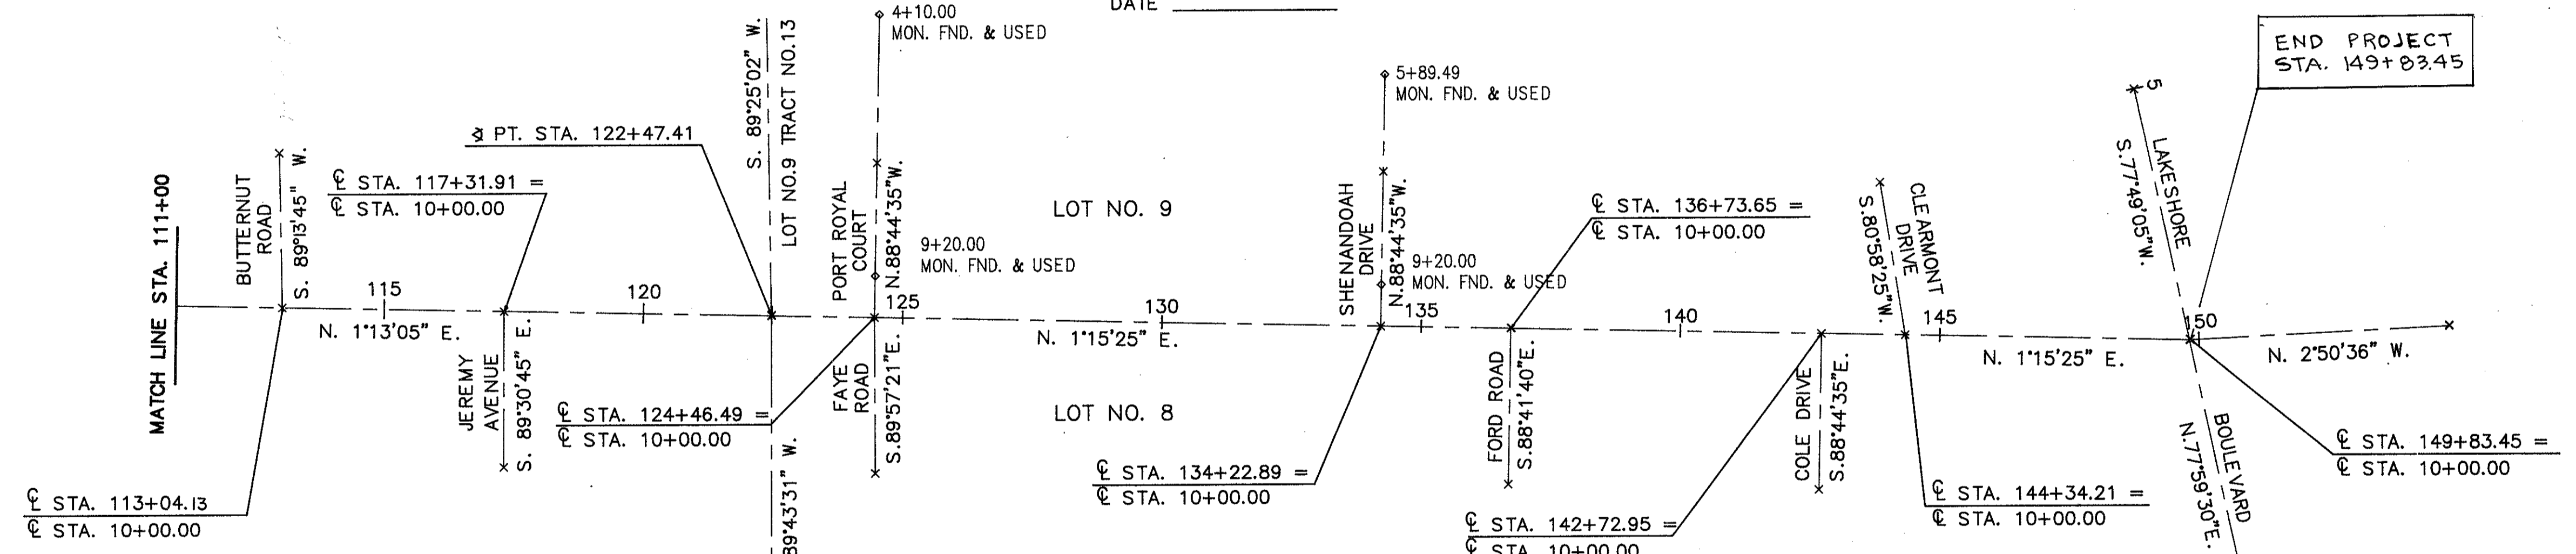 DATE
4+10.00
MON. FND. & USED
S. 89°25'02" W.
LOT NO.9 TRACT NO.13
END PROJECT
STA. 149+83.45
5+89.49
MON. FND. & USED
5
LAKESHORE
S.77°49'05"W.
PT. STA. 122+47.41
MATCH LINE STA. 111+00
BUTTERNUT
ROAD
S. 89°13'45" W.
℄ STA. 117+31.91 =
℄ STA. 10+00.00
PORT ROYAL
COURT
N.88°44'35"W.
LOT NO. 9
9+20.00
MON. FND. & USED
SHENANDOAH
DRIVE
N.88°44'35"W.
9+20.00
MON. FND. & USED
℄ STA. 136+73.65 =
℄ STA. 10+00.00
CLEARMONT
DRIVE
S.80°58'25"W.
115
120
125
130
135
140
145
150
N. 1°13'05" E.
N. 1°15'25" E.
N. 1°15'25" E.
N. 2°50'36" W.
JEREMY
AVENUE
S. 89°30'45" E.
℄ STA. 124+46.49 =
℄ STA. 10+00.00
FAYE
ROAD
S.89°57'21"E.
LOT NO. 8
FORD ROAD
S.88°41'40"E.
COLE DRIVE
S.88°44'35"E.
BOULEVARD
N.77°59'30"E.
℄ STA. 149+83.45 =
℄ STA. 10+00.00
℄ STA. 113+04.13
℄ STA. 10+00.00
89°43'31" W.
℄ STA. 134+22.89 =
℄ STA. 10+00.00
℄ STA. 142+72.95 =
℄ STA. 10+00.00
℄ STA. 144+34.21 =
℄ STA. 10+00.00